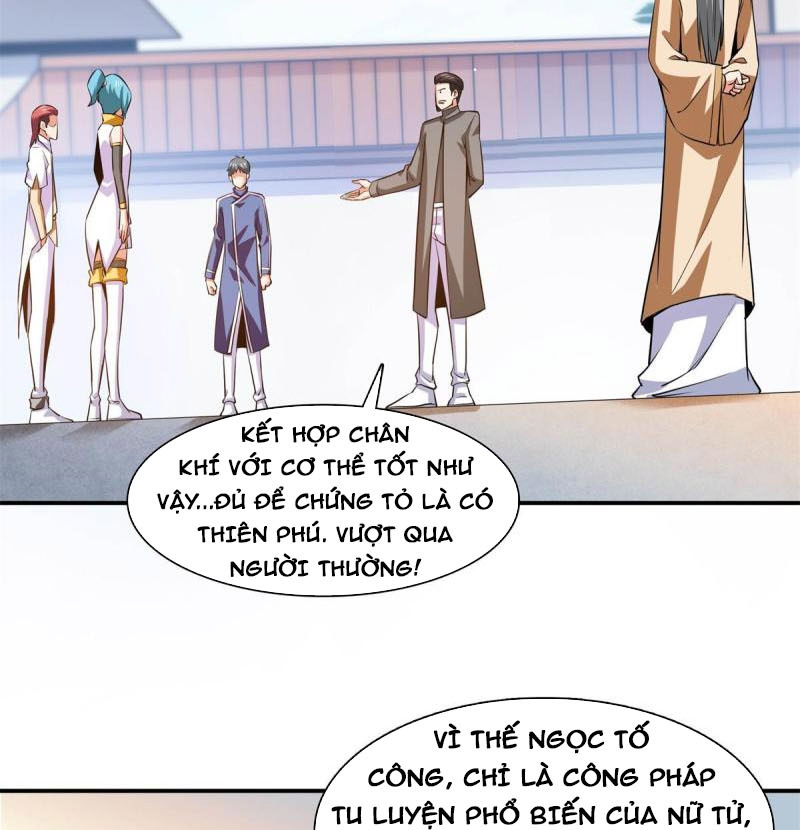 KẾT HỢP CHÂN
KHÍ VỚI CƠ THỂ TỐT NHƯ
VẬY...ĐỦ ĐỂ CHỨNG TỎ LÀ CÓ
THIÊN PHÚ. VƯỢT QUA
NGƯỜI THƯỜNG!
VÌ THẾ NGỌC TỐ
CÔNG, CHỈ LÀ CÔNG PHÁP
TU LUYỆN PHỔ BIẾN CỦA NỮ TỬ,